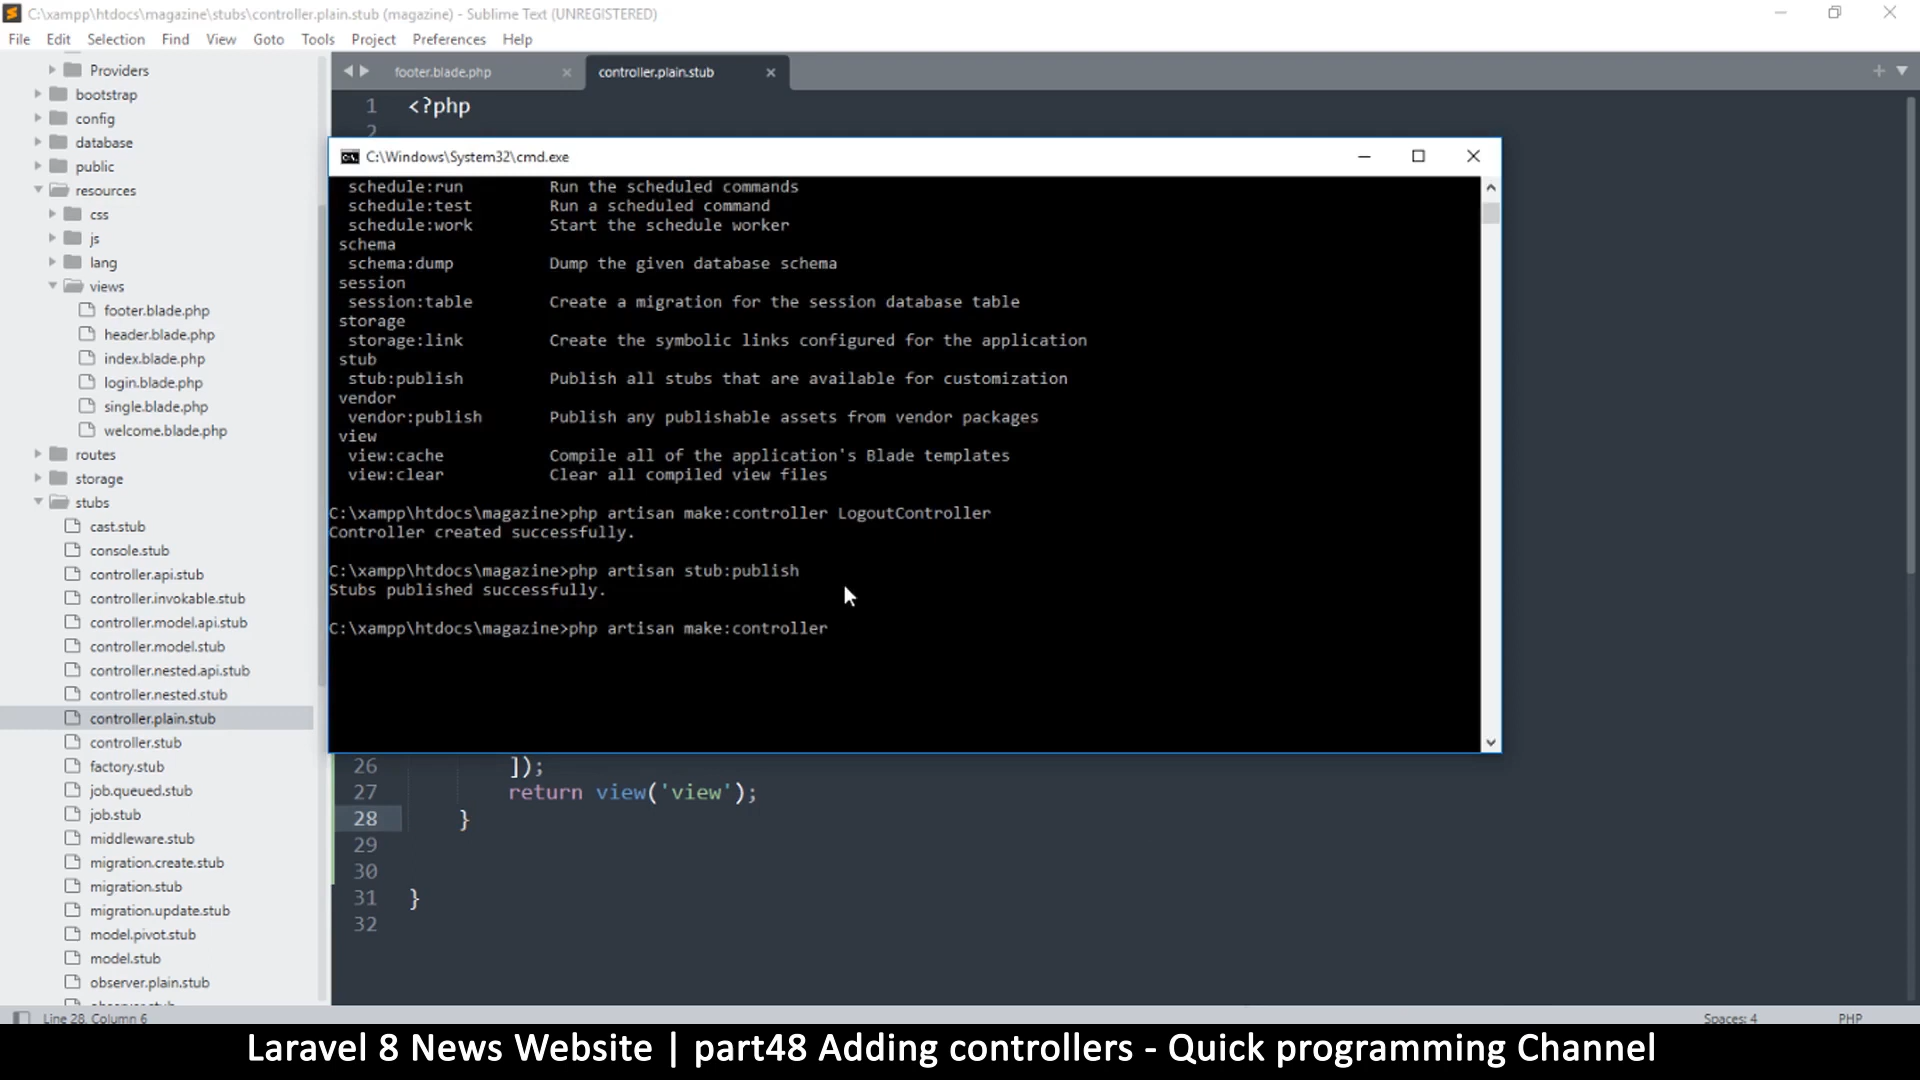 C:\xampp\htdocs\magazine\stubs\controller.plain.stub (magazine) - Sublime Text (UNREGISTERED)
File Edit Selection Find View Goto Tools Project Preferences Help
Providers
bootstrap
config
database
public
resources
css
js
lang
views
footer.blade.php
header.blade.php
index.blade.php
login.blade.php
single.blade.php
welcome.blade.php
routes
storage
stubs
cast.stub
console.stub
controller.api.stub
controller.invokable.stub
controller.model.api.stub
controller.model.stub
controller.nested.api.stub
controller.nested.stub
controller.plain.stub
controller.stub
factory.stub
job.queued.stub
job.stub
middleware.stub
migration.create.stub
migration.stub
migration.update.stub
model.pivot.stub
model.stub
observer.plain.stub
footer.blade.php × controller.plain.stub ×
1 <?php
2
C:\Windows\System32\cmd.exe
schedule:run Run the scheduled commands
schedule:test Run a scheduled command
schedule:work Start the schedule worker
schema
schema:dump Dump the given database schema
session
session:table Create a migration for the session database table
storage
storage:link Create the symbolic links configured for the application
stub
stub:publish Publish all stubs that are available for customization
vendor
vendor:publish Publish any publishable assets from vendor packages
view
view:cache Compile all of the application's Blade templates
view:clear Clear all compiled view files
C:\xampp\htdocs\magazine>php artisan make:controller LogoutController
Controller created successfully.
C:\xampp\htdocs\magazine>php artisan stub:publish
Stubs published successfully.
C:\xampp\htdocs\magazine>php artisan make:controller
26 ]);
27 return view('view');
28 }
29
30
31 }
32
Line 28, Column 6 Spaces: 4 PHP
Laravel 8 News Website | part48 Adding controllers - Quick programming Channel